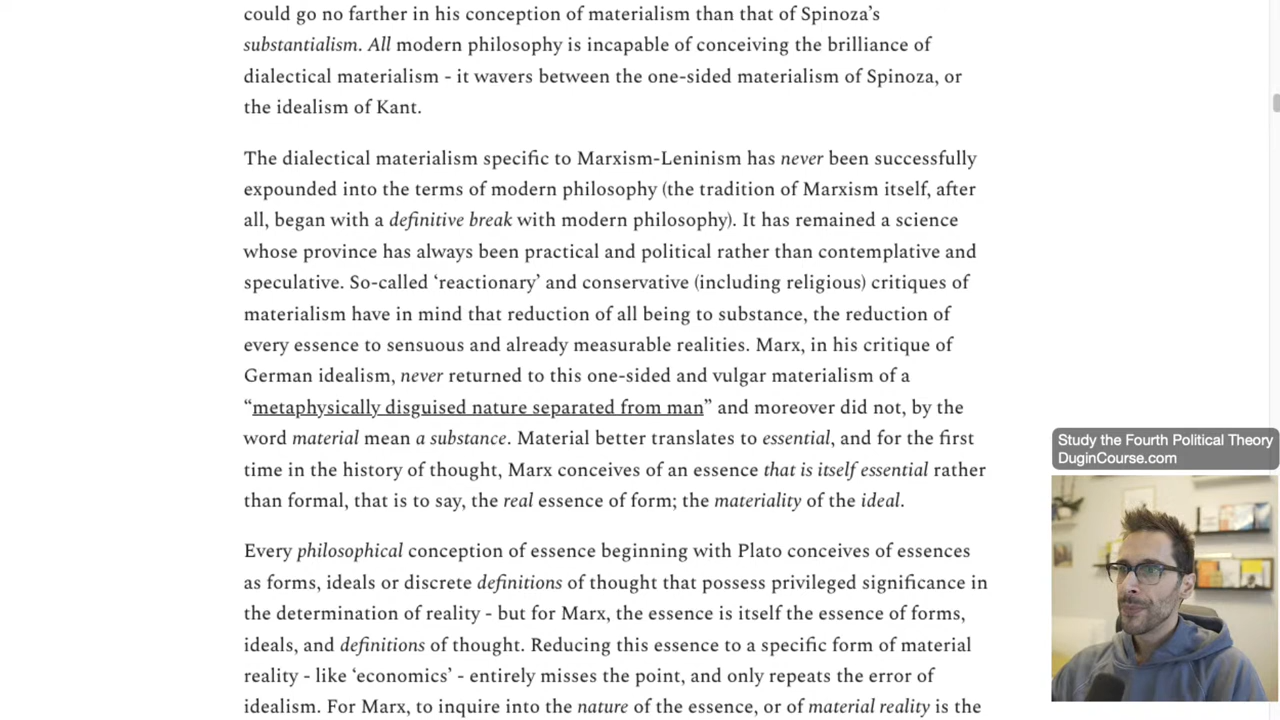 could go no farther in his conception of materialism than that of Spinoza’s
substantialism. All modern philosophy is incapable of conceiving the brilliance of
dialectical materialism - it wavers between the one-sided materialism of Spinoza, or
the idealism of Kant.
The dialectical materialism specific to Marxism-Leninism has never been successfully
expounded into the terms of modern philosophy (the tradition of Marxism itself, after
all, began with a definitive break with modern philosophy). It has remained a science
whose province has always been practical and political rather than contemplative and
speculative. So-called ‘reactionary’ and conservative (including religious) critiques of
materialism have in mind that reduction of all being to substance, the reduction of
every essence to sensuous and already measurable realities. Marx, in his critique of
German idealism, never returned to this one-sided and vulgar materialism of a
“metaphysically disguised nature separated from man” and moreover did not, by the
word material mean a substance. Material better translates to essential, and for the first
time in the history of thought, Marx conceives of an essence that is itself essential rather
than formal, that is to say, the real essence of form; the materiality of the ideal.
Every philosophical conception of essence beginning with Plato conceives of essences
as forms, ideals or discrete definitions of thought that possess privileged significance in
the determination of reality - but for Marx, the essence is itself the essence of forms,
ideals, and definitions of thought. Reducing this essence to a specific form of material
reality - like ‘economics’ - entirely misses the point, and only repeats the error of
idealism. For Marx, to inquire into the nature of the essence, or of material reality is the
Study the Fourth Political Theory
DuginCourse.com